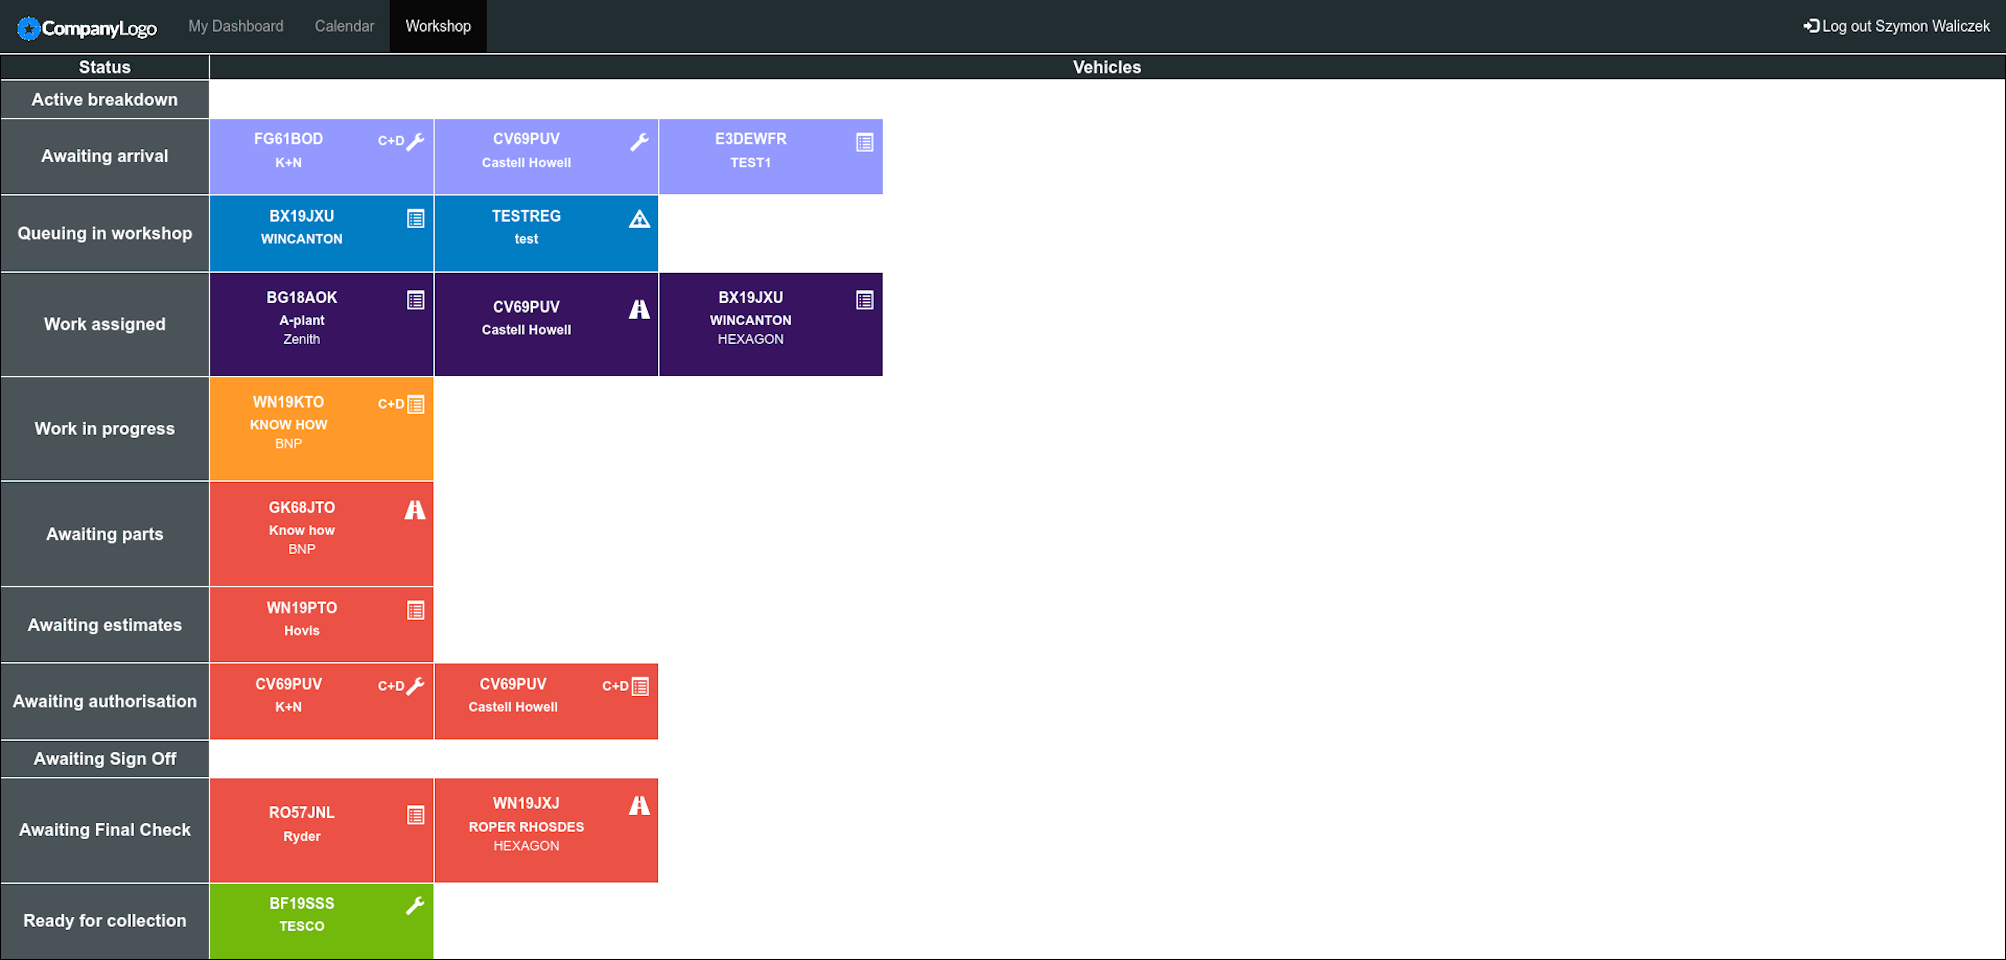 CompanyLogo My Dashboard Calendar Workshop Log out Szymon Waliczek
Status Vehicles
Active breakdown
Awaiting arrival
FG61BOD C+D
K+N
CV69PUV
Castell Howell
E3DEWFR
TEST1
Queuing in workshop
BX19JXU
WINCANTON
TESTREG
test
Work assigned
BG18AOK
A-plant
Zenith
CV69PUV
Castell Howell
BX19JXU
WINCANTON
HEXAGON
Work in progress
WN19KTO C+D
KNOW HOW
BNP
Awaiting parts
GK68JTO
Know how
BNP
Awaiting estimates
WN19PTO
Hovis
Awaiting authorisation
CV69PUV C+D
K+N
CV69PUV C+D
Castell Howell
Awaiting Sign Off
Awaiting Final Check
RO57JNL
Ryder
WN19JXJ
ROPER RHOSDES
HEXAGON
Ready for collection
BF19SSS
TESCO